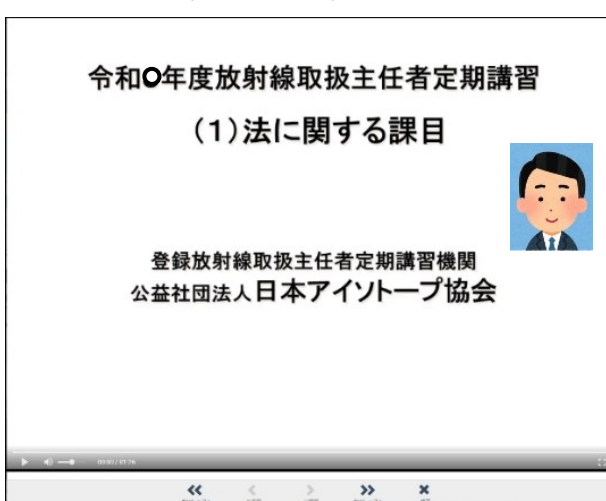 令和〇年度放射線取扱主任者定期講習
（1）法に関する課目
登録放射線取扱主任者定期講習機関
公益社団法人日本アイソトープ協会